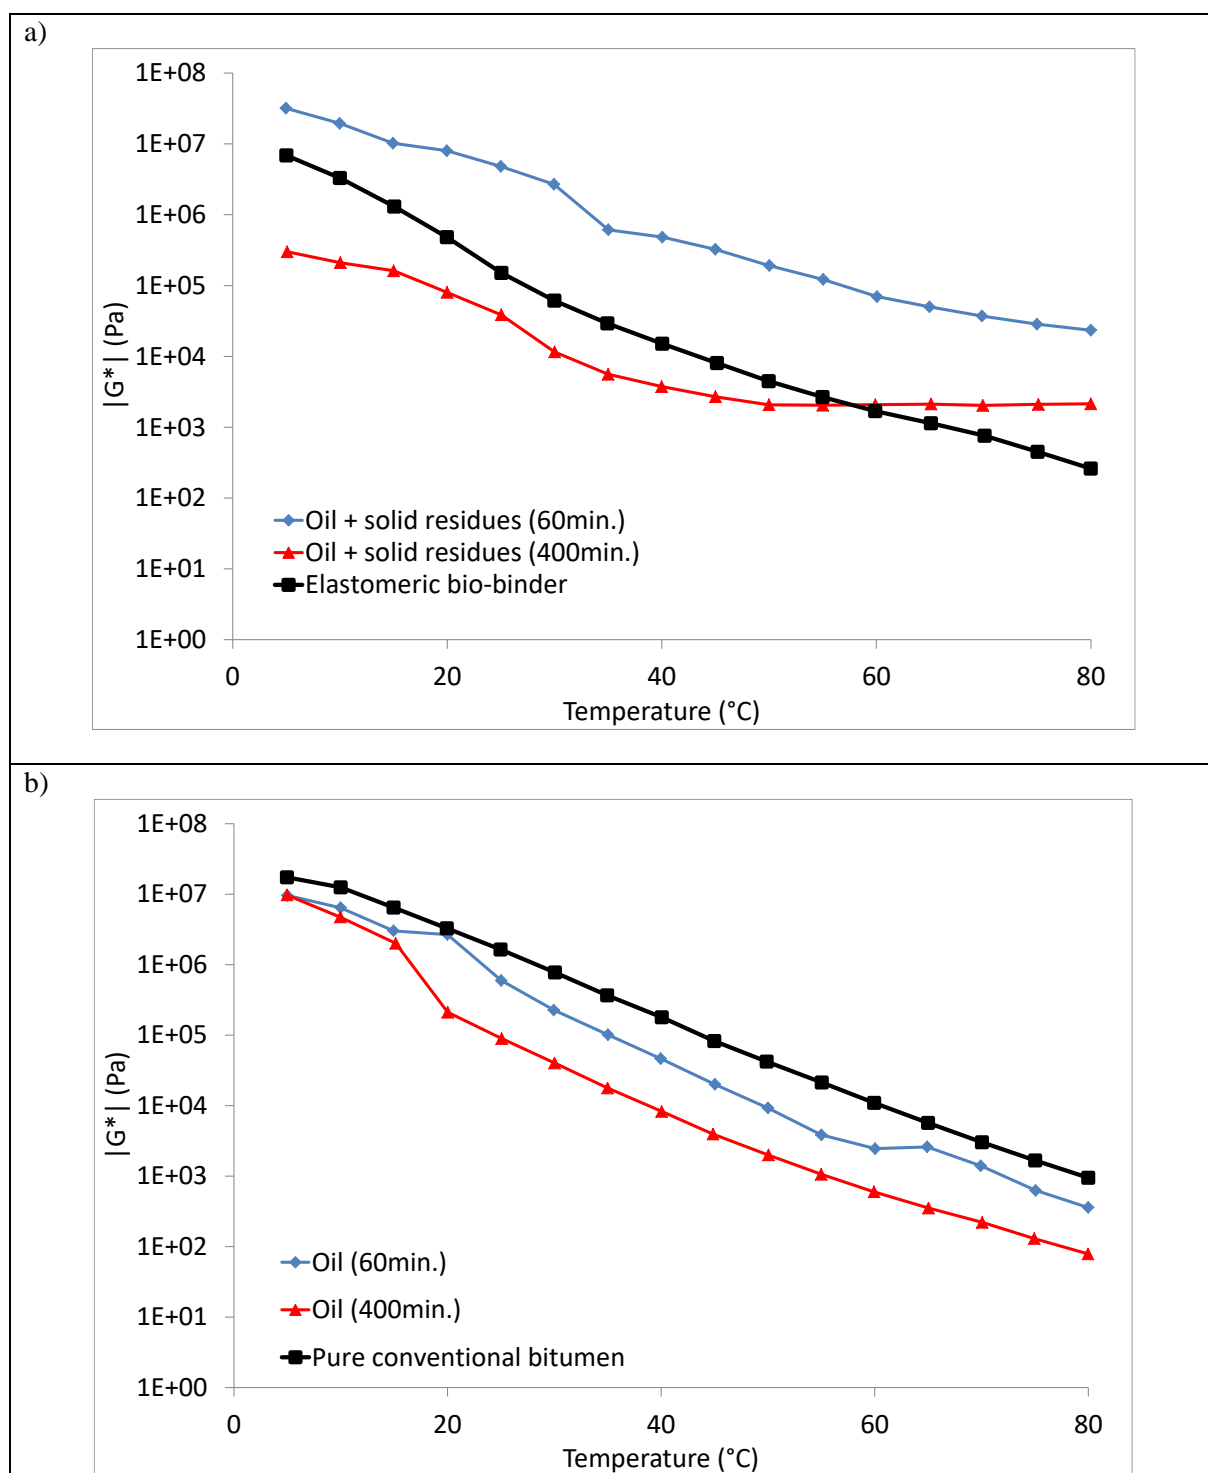 a)
1E+08
1E+07
1E+06
1E+05
1E+04
1E+03
1E+02
1E+01
1E+00
|G*| (Pa)
Oil + solid residues (60min.)
Oil + solid residues (400min.)
Elastomeric bio-binder
0 20 40 60 80
Temperature (°C)
b)
1E+08
1E+07
1E+06
1E+05
1E+04
1E+03
1E+02
1E+01
1E+00
|G*| (Pa)
Oil (60min.)
Oil (400min.)
Pure conventional bitumen
0 20 40 60 80
Temperature (°C)